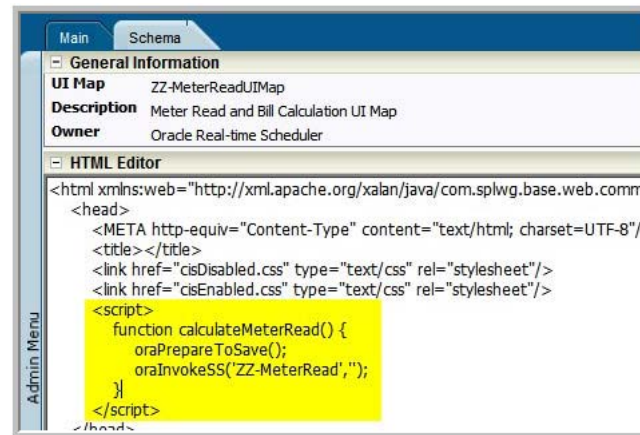 Main Schema
General Information
UI Map ZZ-MeterReadUIMap
Description Meter Read and Bill Calculation UI Map
Owner Oracle Real-time Scheduler
HTML Editor
<html xmlns:web="http://xml.apache.org/xalan/java/com.splwg.base.web.comm
<head>
<META http-equiv="Content-Type" content="text/html; charset=UTF-8"/
<title></title>
<link href="cisDisabled.css" type="text/css" rel="stylesheet"/>
<link href="cisEnabled.css" type="text/css" rel="stylesheet"/>
<script>
function calculateMeterRead() {
oraPrepareToSave();
oraInvokeSS('ZZ-MeterRead','');
}
</script>
</head>
Admin Menu